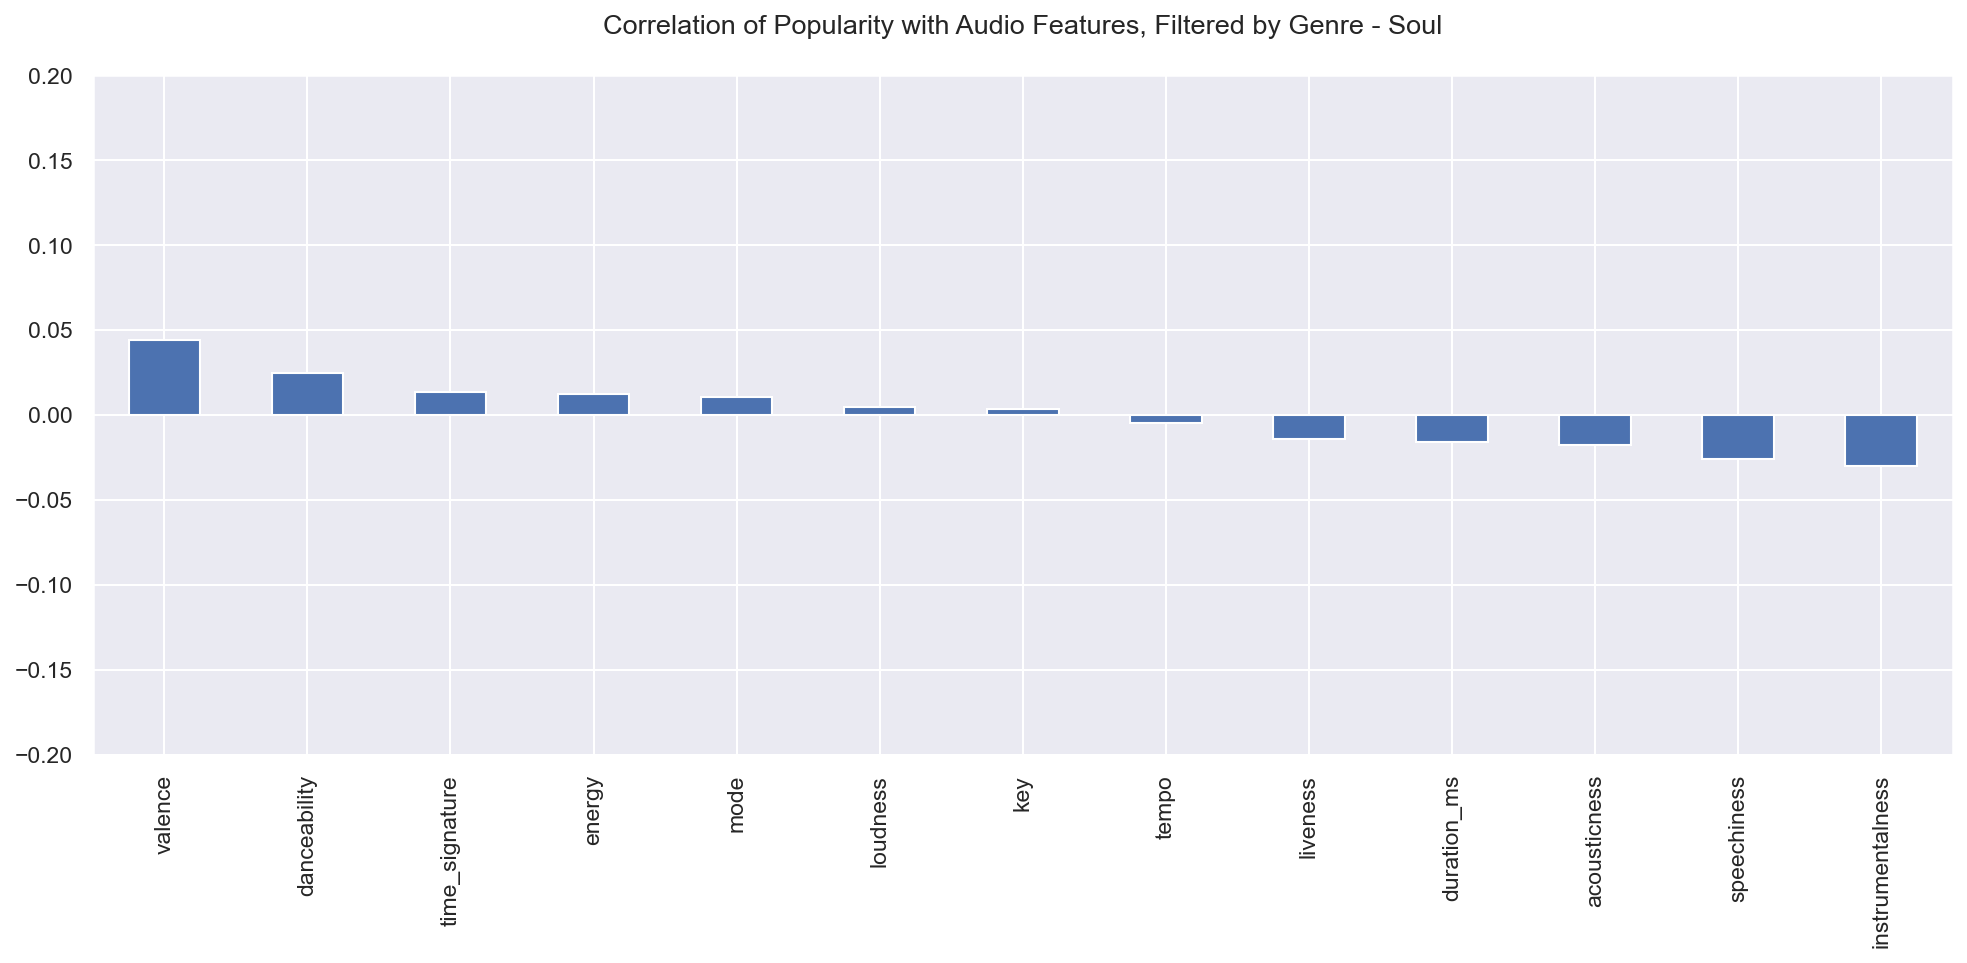 Correlation of Popularity with Audio Features, Filtered by Genre - Soul
0.20
0.15
0.10
0.05
0.00
−0.05
−0.10
−0.15
−0.20
valence
danceability
time_signature
energy
mode
loudness
key
tempo
liveness
duration_ms
acousticness
speechiness
instrumentalness